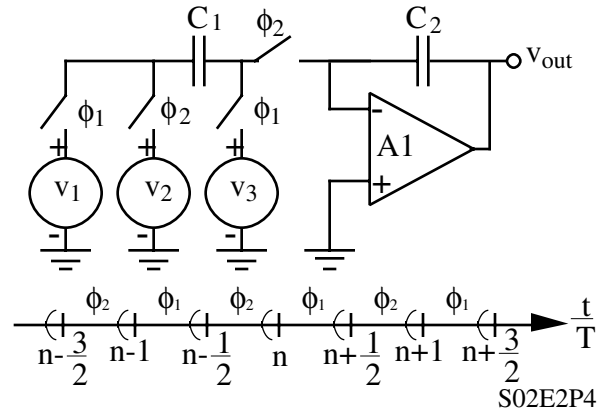 C1 ϕ2 C2
vout
ϕ1 ϕ2 ϕ1
+ + + - A1
v1 v2 v3 +
- - -
ϕ2 ϕ1 ϕ2 ϕ1 ϕ2 ϕ1 t/T
n-3/2 n-1 n-1/2 n n+1/2 n+1 n+3/2
S02E2P4